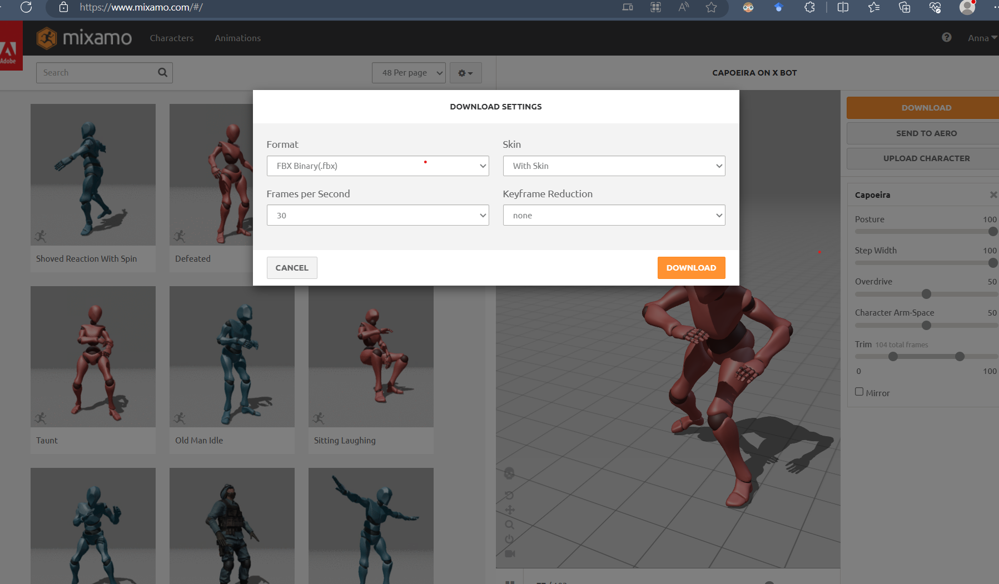 https://www.mixamo.com/#/
Adobe
mixamo
Characters
Animations
Anna
Search
48 Per page
CAPOEIRA ON X BOT
DOWNLOAD SETTINGS
Format
Skin
FBX Binary(.fbx)
With Skin
Frames per Second
Keyframe Reduction
30
none
CANCEL
DOWNLOAD
DOWNLOAD
SEND TO AERO
UPLOAD CHARACTER
Capoeira
Posture 100
Step Width 100
Overdrive 50
Character Arm-Space 50
Trim 104 total frames
0 100
Mirror
Shoved Reaction With Spin
Defeated
Taunt
Old Man Idle
Sitting Laughing